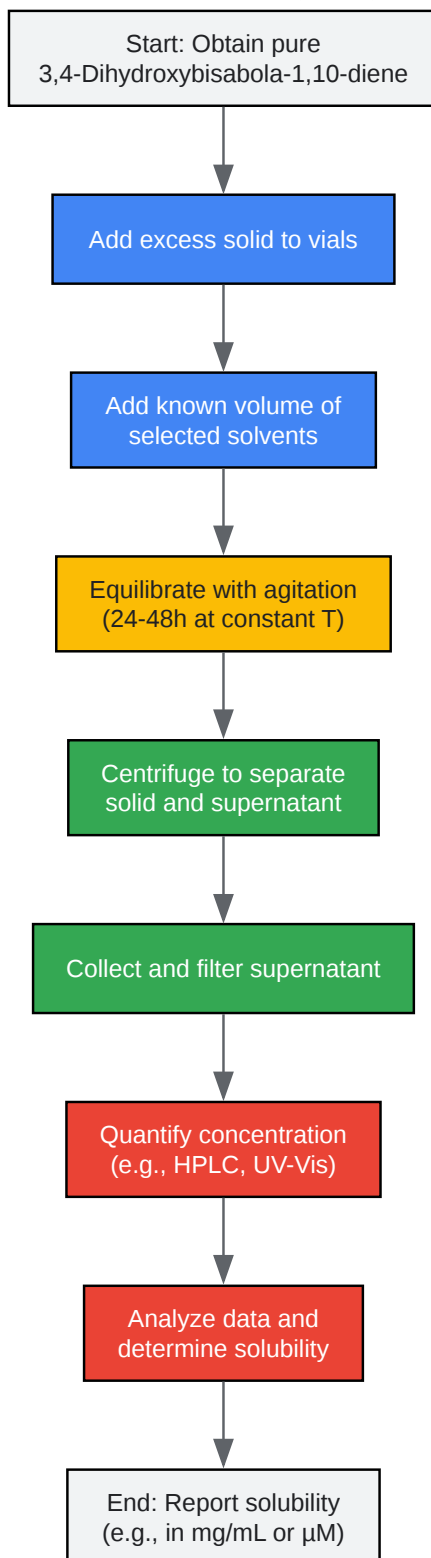 Start: Obtain pure
3,4-Dihydroxybisabola-1,10-diene
Add excess solid to vials
Add known volume of
selected solvents
Equilibrate with agitation
(24-48h at constant T)
Centrifuge to separate
solid and supernatant
Collect and filter supernatant
Quantify concentration
(e.g., HPLC, UV-Vis)
Analyze data and
determine solubility
End: Report solubility
(e.g., in mg/mL or µM)